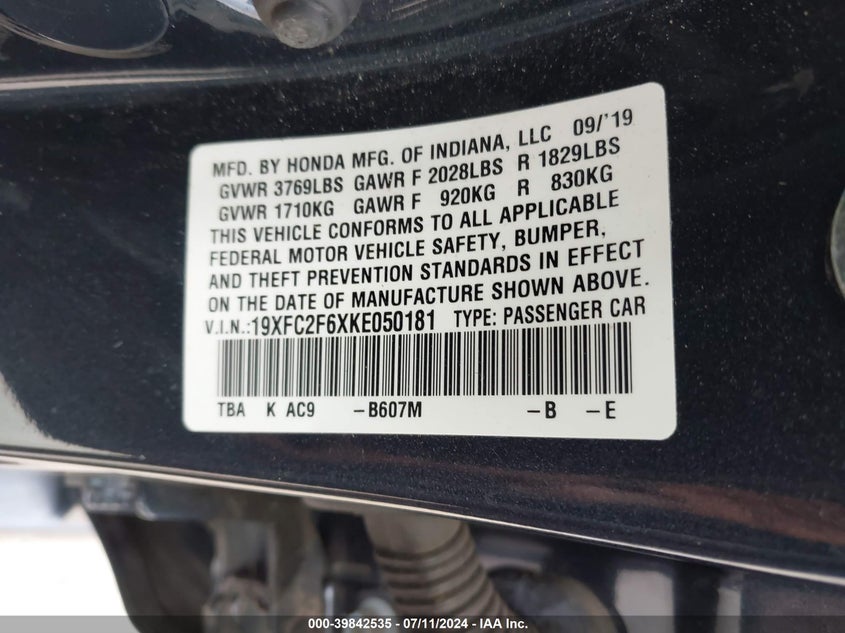 MFD. BY HONDA MFG. OF INDIANA, LLC 09/'19
GVWR 3769LBS GAWR F 2028LBS R 1829LBS
GVWR 1710KG GAWR F 920KG R 830KG
THIS VEHICLE CONFORMS TO ALL APPLICABLE
FEDERAL MOTOR VEHICLE SAFETY, BUMPER,
AND THEFT PREVENTION STANDARDS IN EFFECT
ON THE DATE OF MANUFACTURE SHOWN ABOVE.
V.I.N.:19XFC2F6XKE050181 TYPE: PASSENGER CAR
TBA K AC9 -B607M -B -E
000-39842535 - 07/11/2024 - IAA Inc.